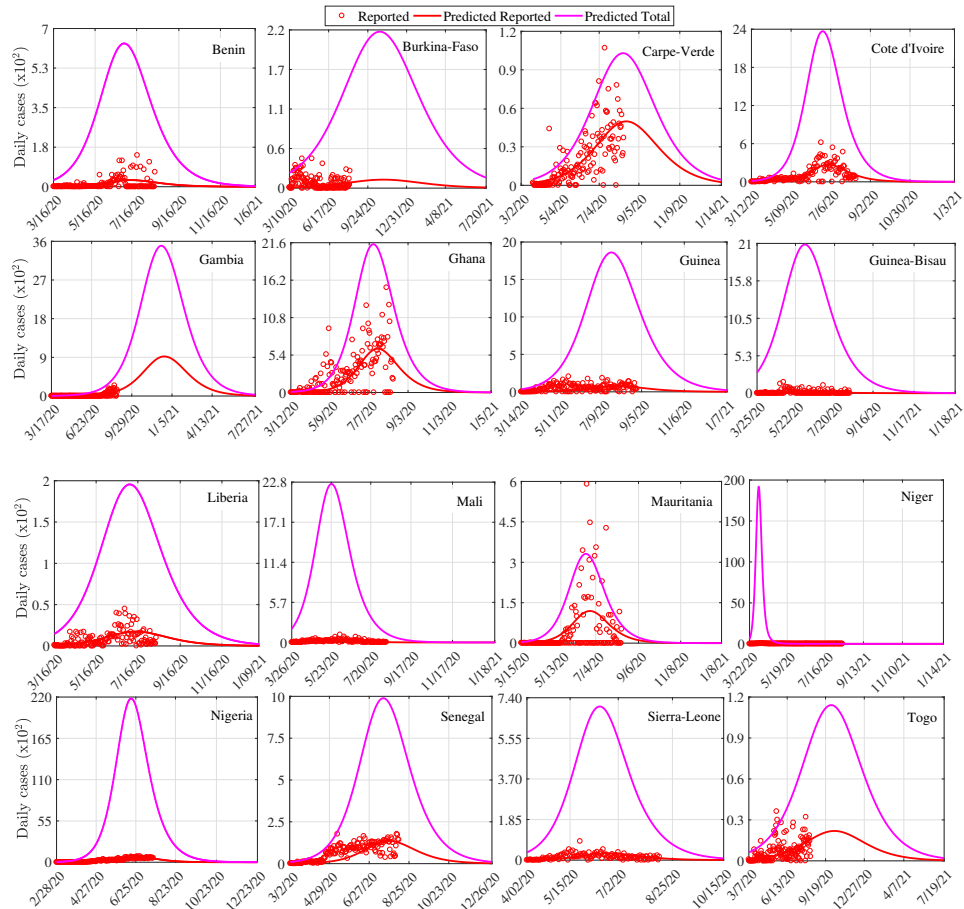 Reported Predicted Reported Predicted Total
Daily cases (x10²)
7
5.3
3.5
1.8
0
Benin
3/16/20 5/16/20 7/16/20 9/16/20 11/16/20 1/6/21
2.2
1.7
1.1
0.6
0
Burkina-Faso
3/10/20 6/17/20 9/24/20 12/31/20 4/8/21 7/20/21
1.2
0.9
0.6
0.3
0
Carpe-Verde
3/2/20 5/4/20 7/4/20 9/5/20 11/9/20 1/14/21
24
18
12
6
0
Cote d'Ivoire
3/12/20 5/09/20 7/6/20 9/2/20 10/30/20 1/3/21
Daily cases (x10²)
36
27
18
9
0
Gambia
3/17/20 6/23/20 9/29/20 1/5/21 4/13/21 7/27/21
21.6
16.2
10.8
5.4
0
Ghana
3/12/20 5/9/20 7/7/20 9/3/20 11/3/20 1/5/21
20
15
10
5
0
Guinea
3/14/20 5/11/20 7/9/20 9/5/20 11/6/20 1/7/21
21
15.8
10.5
5.3
0
Guinea-Bisau
3/25/20 5/22/20 7/20/20 9/16/20 11/17/21 1/18/21
Daily cases (x10²)
2
1.5
1
0.5
0
Liberia
3/16/20 5/16/20 7/16/20 9/16/20 11/16/20 1/09/21
22.8
17.1
11.4
5.7
0
Mali
3/26/20 5/23/20 7/20/20 9/17/20 1/18/21
6
4.5
3
1.5
0
Mauritania
3/15/20 5/13/20 7/4/20 9/8/20 11/8/20 1/8/21
200
150
100
50
0
Niger
3/22/20 5/19/20 7/16/20 9/13/21 11/10/21 1/14/21
Daily cases (x10²)
220
165
110
55
0
Nigeria
2/28/20 4/27/20 6/25/20 8/23/20 10/23/20 12/23/20
10
7.5
5
2.5
0
Senegal
3/2/20 4/29/20 6/27/20 8/25/20 10/25/20 12/26/20
7.40
5.55
3.70
1.85
0
Sierra-Leone
4/02/20 5/15/20 7/2/20 8/25/20 10/15/20
1.2
0.9
0.6
0.3
0
Togo
3/7/20 6/13/20 9/19/20 12/27/20 4/7/21 7/19/21